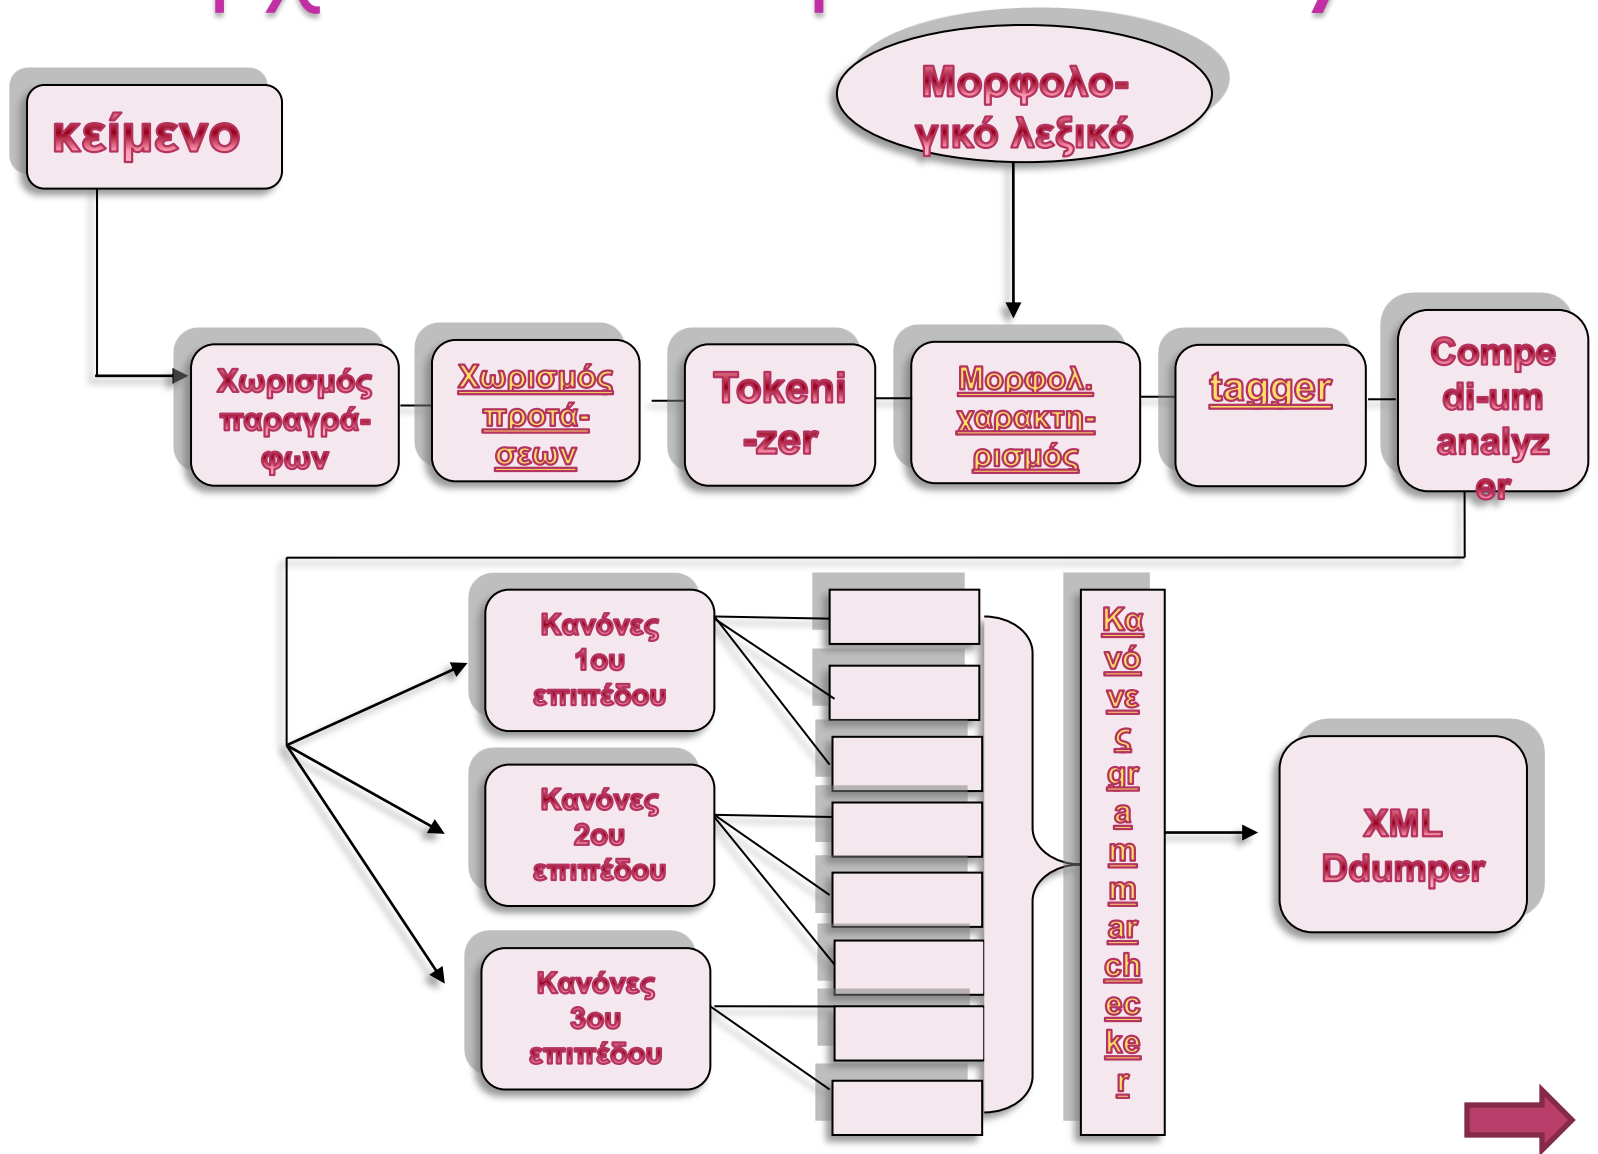 κείμενο
Μορφολο-
γικό λεξικό
Χωρισμός
παραγρά-
φων
Χωρισμός
προτά-
σεων
Tokeni
-zer
Μορφολ.
χαρακτη-
ρισμός
tagger
Compe
di-um
analyz
er
Κανόνες
1ου
επιπέδου
Κανόνες
2ου
επιπέδου
Κανόνες
3ου
επιπέδου
Κα
νό
νε
ς
gr
a
m
m
ar
ch
ec
ke
r
XML
Ddumper